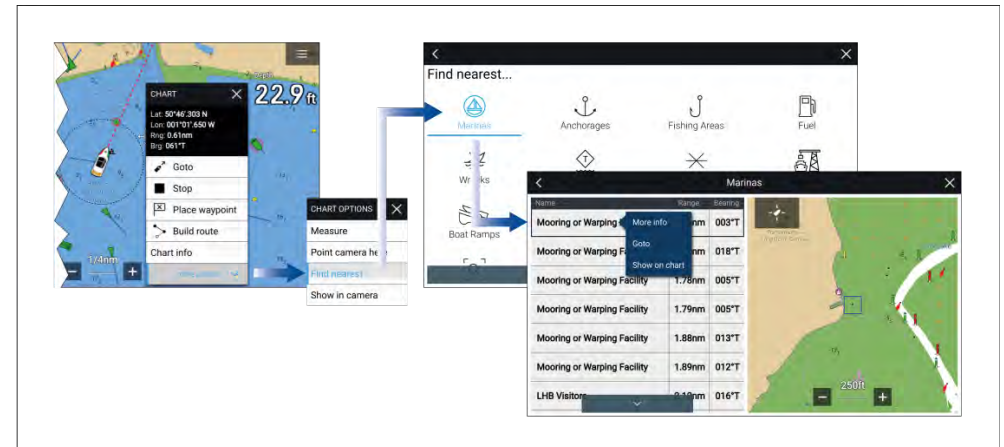 Depth
22.9 ft
CHART
Lat: 50°46'.303 N
Lon: 001°01'.650 W
Rng: 0.61nm
Brg: 061°T
Goto
Stop
Place waypoint
Build route
Chart info
1/4nm
CHART OPTIONS
Measure
Point camera here
Find nearest
Show in camera
Find nearest...
Marinas
Anchorages
Fishing Areas
Fuel
Boat Ramps
Marinas
Name Range Bearing
Mooring or Warping 003°T
More info
Goto
Show on chart
nm 018°T
Mooring or Warping Facility 1.78nm 005°T
Mooring or Warping Facility 1.79nm 005°T
Mooring or Warping Facility 1.88nm 013°T
Mooring or Warping Facility 1.89nm 012°T
LHB Visitors 016°T
250ft